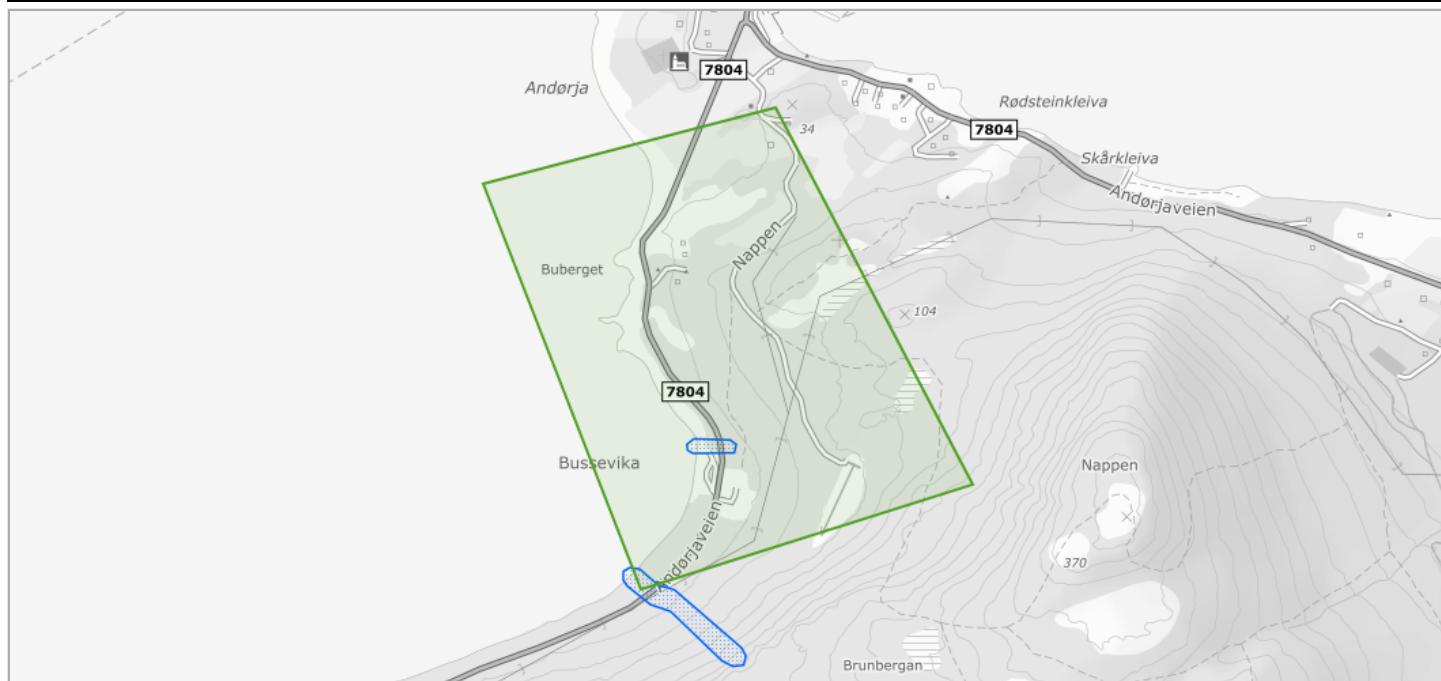 7804
Andørja
Rødsteinkleiva
34
7804
Skårkleiva
Andørjaveien
Nappen
Buberget
104
7804
Bussevika
Nappen
Andørjaveien
370
Brunbergan